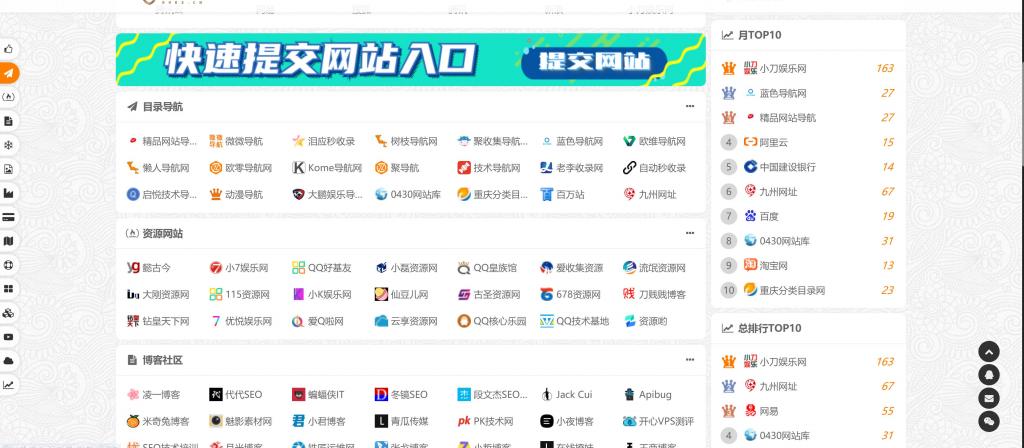 快速提交网站入口 提交网站
目录导航
精品网站导... 微微导航 泪应秒收录 树枝导航网 聚收集导航... 蓝色导航网 欧维导航网
懒人导航网 欧零导航网 Kome导航网 聚导航 技术导航网 老李收录网 自动秒收录
启悦技术导... 动漫导航 大鹏娱乐导... 0430网站库 重庆分类目... 百万站 九州网址
资源网站
懿古今 小7娱乐网 QQ好基友 小磊资源网 QQ皇族馆 爱收集资源 流氓资源网
大刚资源网 115资源网 小K娱乐网 仙豆儿网 古圣资源网 678资源网 刀贱贱博客
钻皇天下网 优悦娱乐网 爱Q啦网 云享资源网 QQ核心乐园 QQ技术基地 资源哟
博客社区
凌一博客 代代SEO 蝙蝠侠IT 冬镜SEO 段文杰SEO... Jack Cui Apibug
米奇兔博客 魅影素材网 小君博客 青瓜传媒 PK技术网 小夜博客 开心VPS测评
月TOP10
小刀娱乐网 163
蓝色导航网 27
精品网站导航 27
4 阿里云 15
5 中国建设银行 14
6 九州网址 67
7 百度 19
8 0430网站库 31
9 淘宝网 13
10 重庆分类目录网 23
总排行TOP10
小刀娱乐网 163
九州网址 67
网易 55
4 0430网站库 31